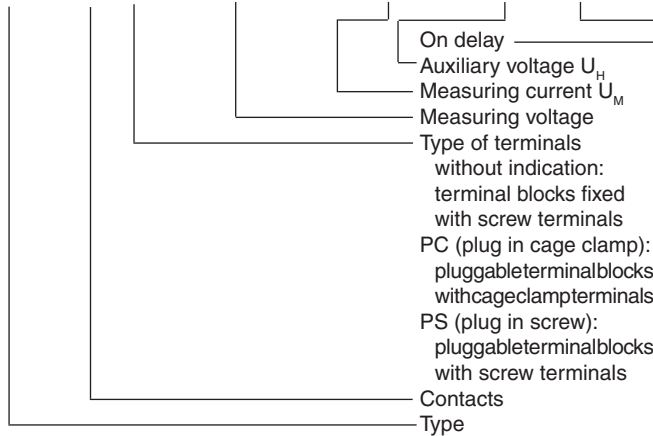 On delay
Auxiliary voltage U_H
Measuring current U_M
Measuring voltage
Type of terminals
without indication:
terminal blocks fixed
with screw terminals
PC (plug in cage clamp):
pluggableterminalblocks
withcageclampterminals
PS (plug in screw):
pluggableterminalblocks
with screw terminals
Contacts
Type